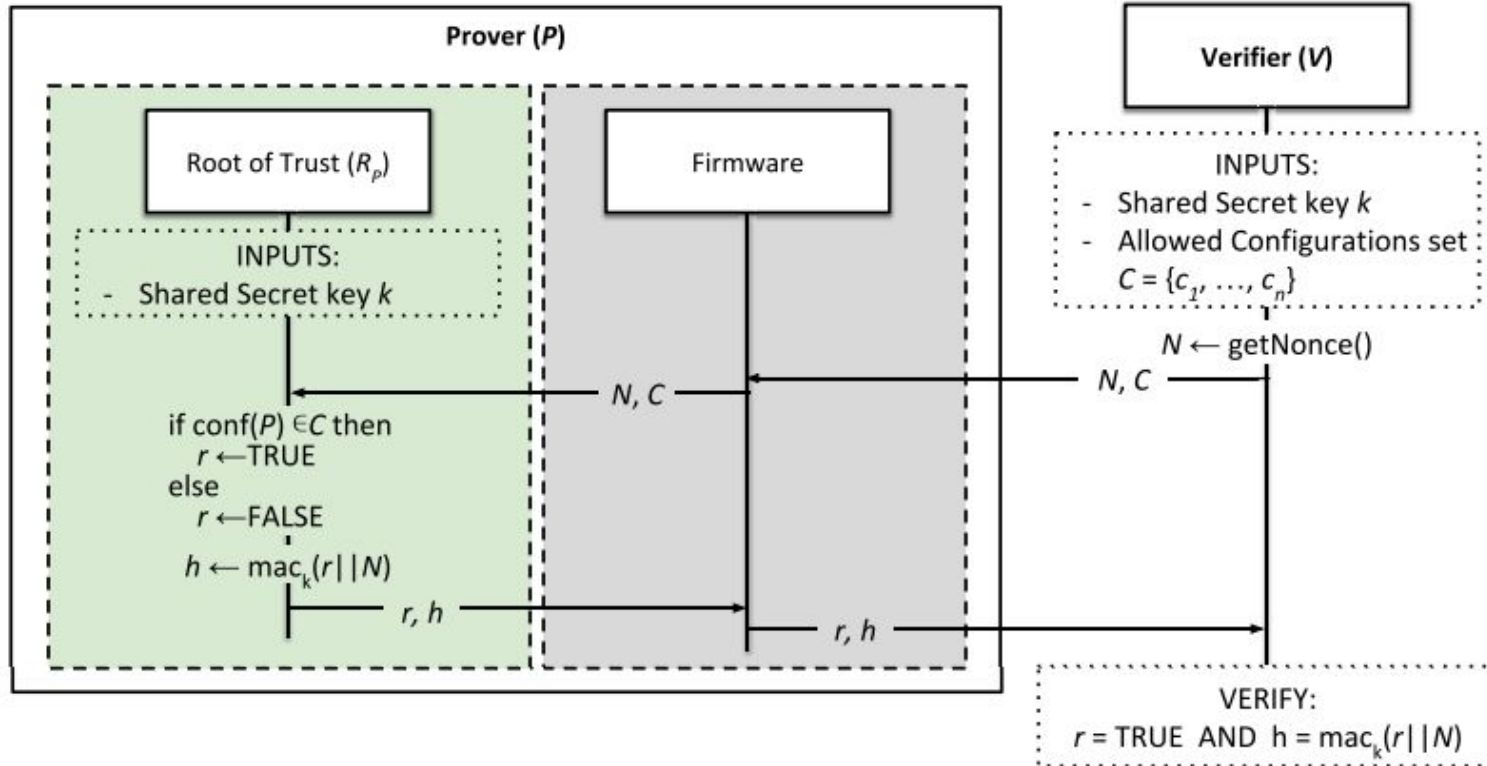 Prover (P)
Verifier (V)
Root of Trust (Rₚ)
Firmware
INPUTS:
- Shared Secret key k
- Allowed Configurations set
C = {c₁, …, cₙ}
INPUTS:
- Shared Secret key k
N ← getNonce()
N, C
N, C
if conf(P) ∈C then
r ←TRUE
else
r ←FALSE
h ← macₖ(r||N)
r, h
r, h
VERIFY:
r = TRUE AND h = macₖ(r||N)